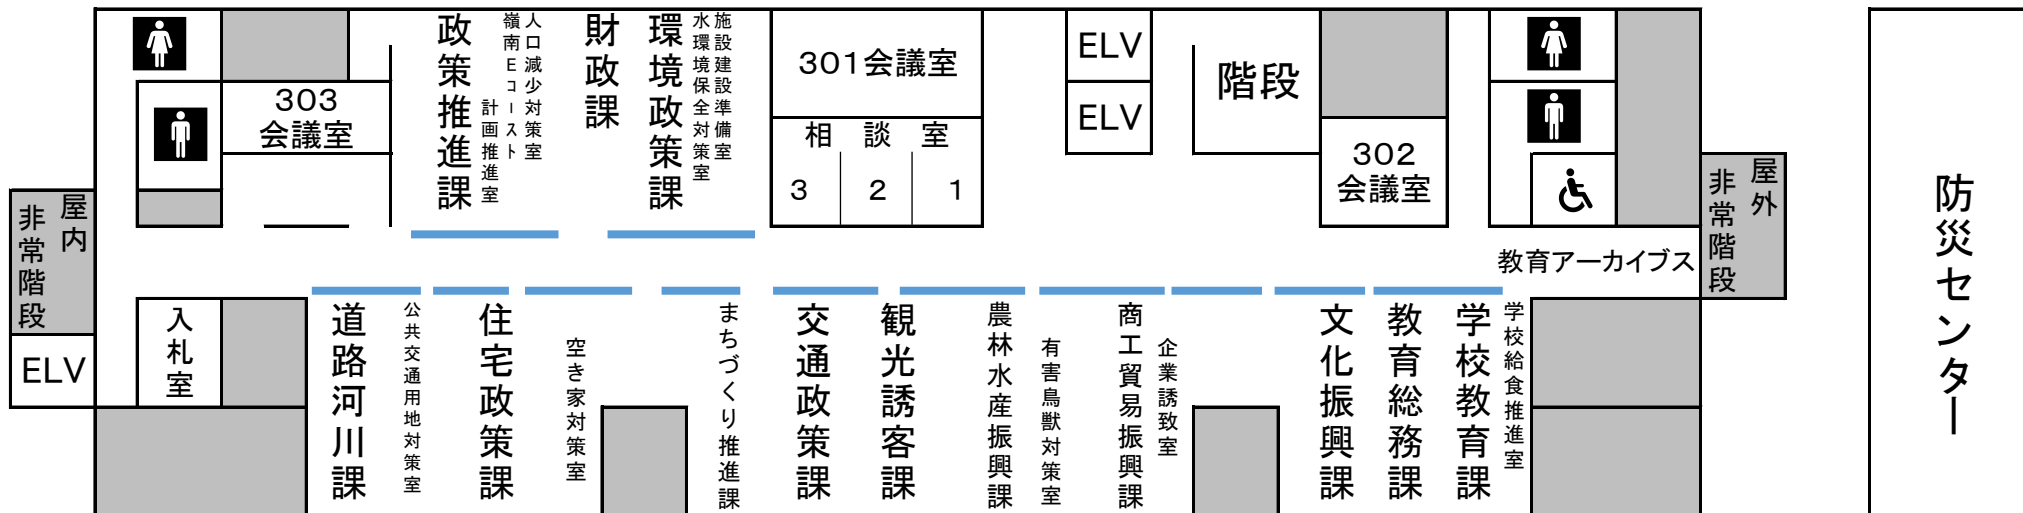 政策推進課
人口減少対策室
嶺南Eコースト
計画推進室
財政課
環境政策課
施設建設準備室
水環境保全対策室
301会議室
相談室
3 2 1
ELV
ELV
階段
302
会議室
303
会議室
屋内
非常階段
ELV
入札室
屋外
非常階段
教育アーカイブス
防災センター
道路河川課
公共交通用地対策室
住宅政策課
空き家対策室
まちづくり推進課
交通政策課
観光誘客課
農林水産振興課
有害鳥獣対策室
商工貿易振興課
企業誘致室
文化振興課
教育総務課
学校教育課
学校給食推進室